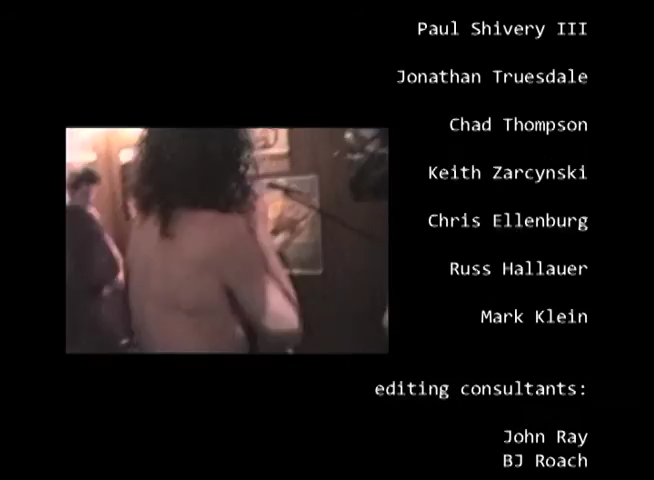 Paul Shivery III
Jonathan Truesdale
Chad Thompson
Keith Zarcynski
Chris Ellenburg
Russ Hallauer
Mark Klein
editing consultants:
John Ray
BJ Roach